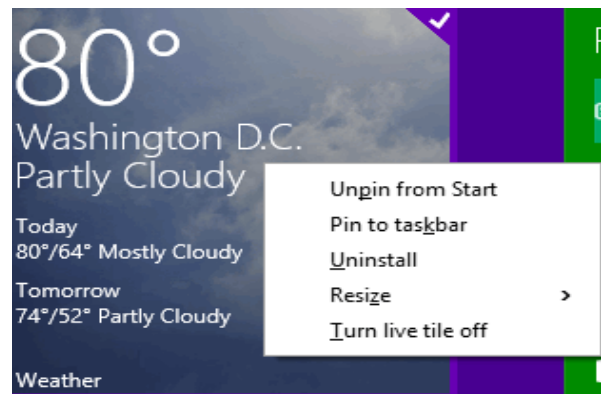 80°
Washington D.C.
Partly Cloudy
Today
80°/64° Mostly Cloudy
Tomorrow
74°/52° Partly Cloudy
Weather
Unpin from Start
Pin to taskbar
Uninstall
Resize
Turn live tile off